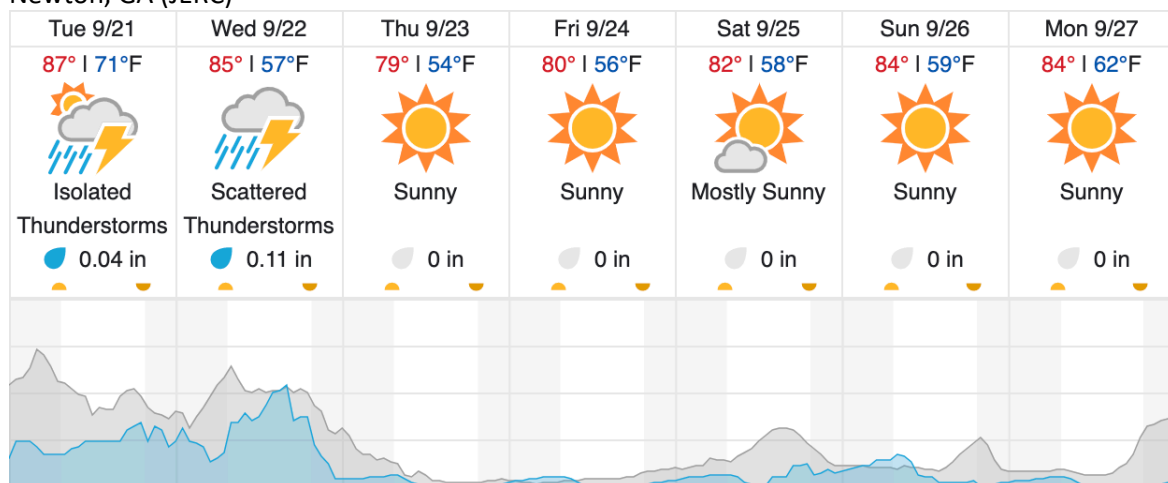 Newton, GA (JERC)
Tue 9/21 Wed 9/22 Thu 9/23 Fri 9/24 Sat 9/25 Sun 9/26 Mon 9/27
87° | 71°F 85° | 57°F 79° | 54°F 80° | 56°F 82° | 58°F 84° | 59°F 84° | 62°F
Isolated Scattered Sunny Sunny Mostly Sunny Sunny Sunny
Thunderstorms Thunderstorms
0.04 in 0.11 in 0 in 0 in 0 in 0 in 0 in